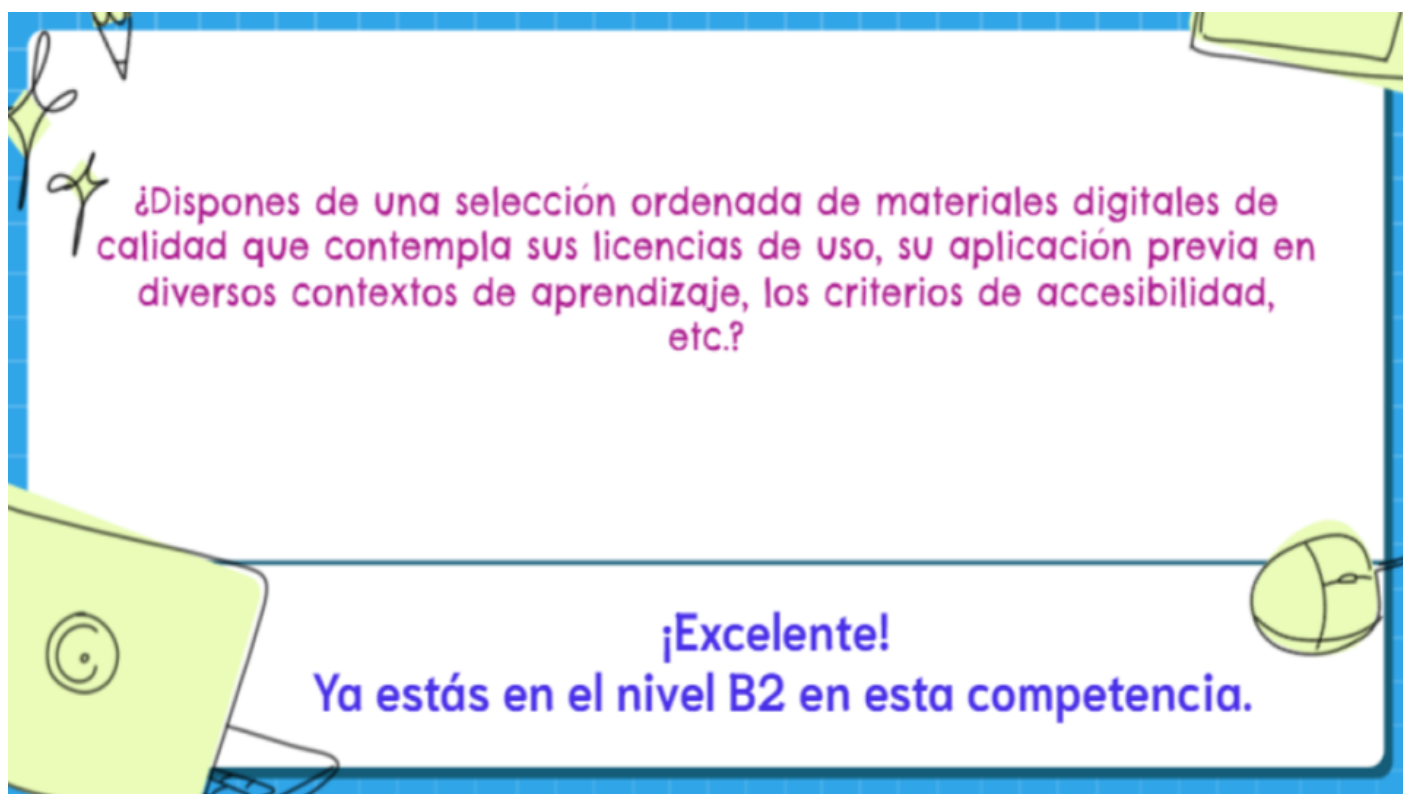 ¿Dispones de una selección ordenada de materiales digitales de
calidad que contempla sus licencias de uso, su aplicación previa en
diversos contextos de aprendizaje, los criterios de accesibilidad,
etc.?
¡Excelente!
Ya estás en el nivel B2 en esta competencia.